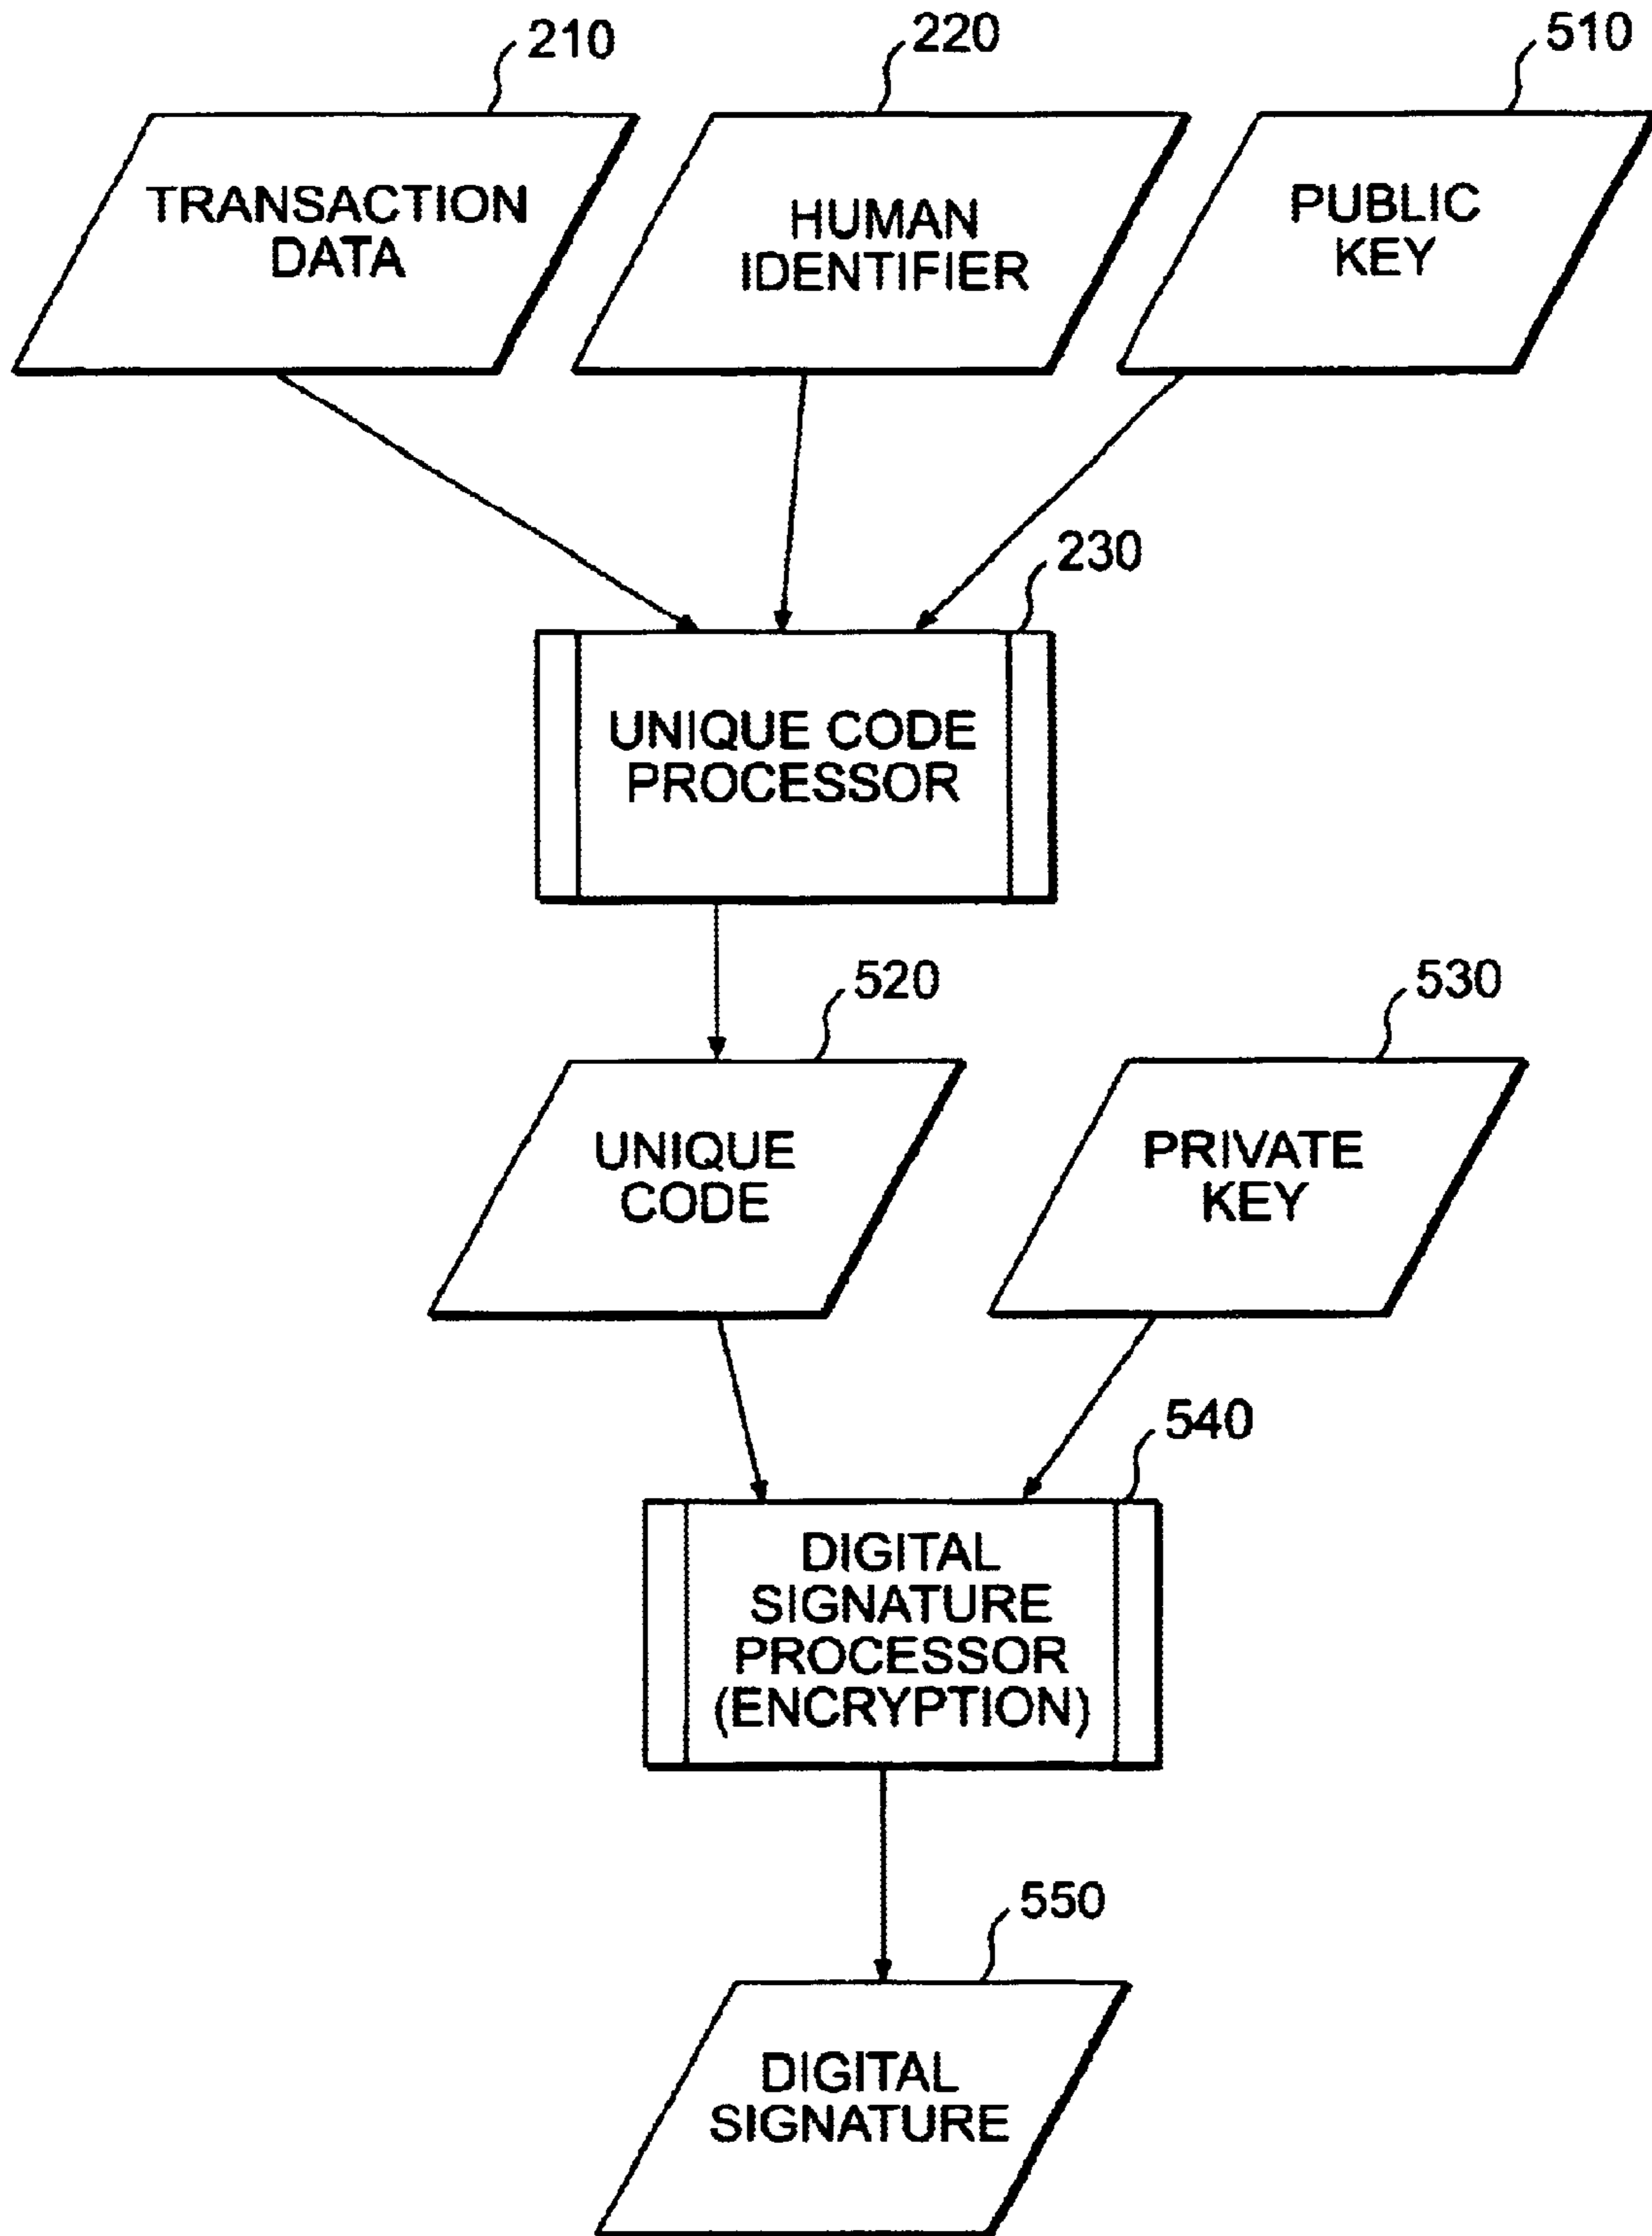 210
220
510
TRANSACTION
DATA
HUMAN
IDENTIFIER
PUBLIC
KEY
230
UNIQUE CODE
PROCESSOR
520
530
UNIQUE
CODE
PRIVATE
KEY
540
DIGITAL
SIGNATURE
PROCESSOR
(ENCRYPTION)
550
DIGITAL
SIGNATURE